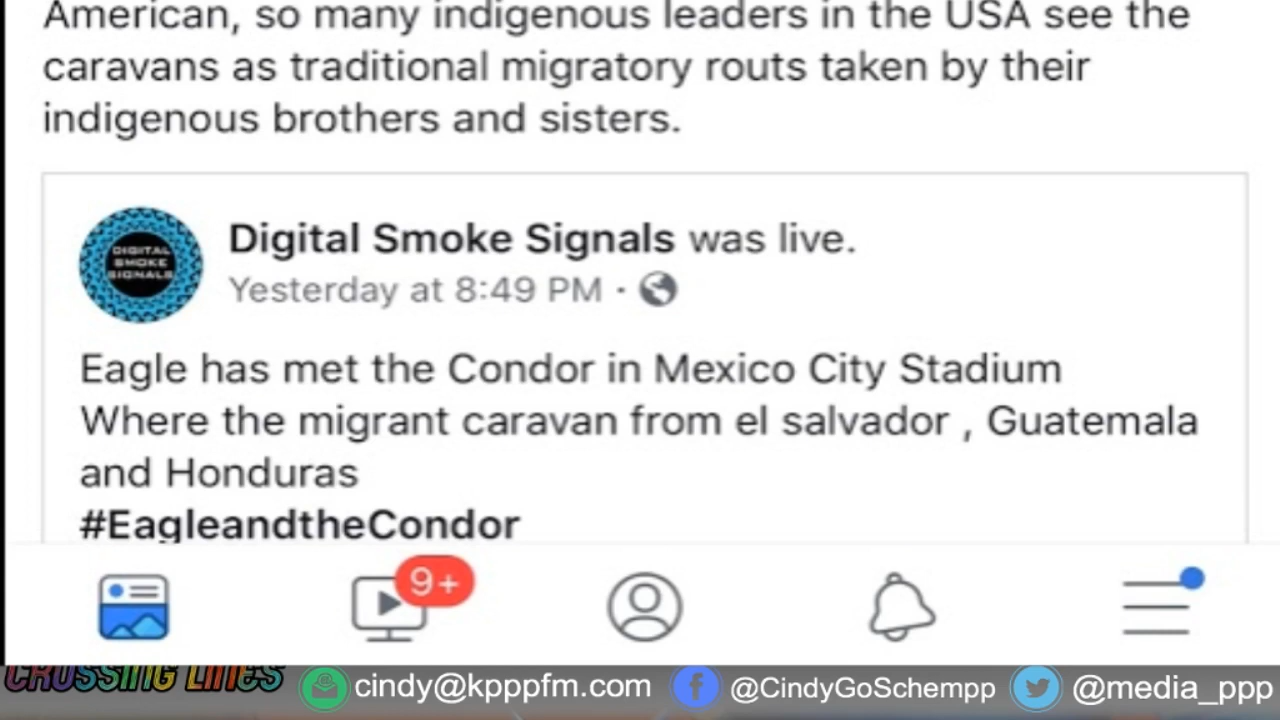 American, so many indigenous leaders in the USA see the
caravans as traditional migratory routs taken by their
indigenous brothers and sisters.
DIGITAL
SMOKE
SIGNALS
Digital Smoke Signals was live.
Yesterday at 8:49 PM ·
Eagle has met the Condor in Mexico City Stadium
Where the migrant caravan from el salvador , Guatemala
and Honduras
#EagleandtheCondor
9+
CROSSING LINES cindy@kpppfm.com @CindyGoSchempp @media_ppp